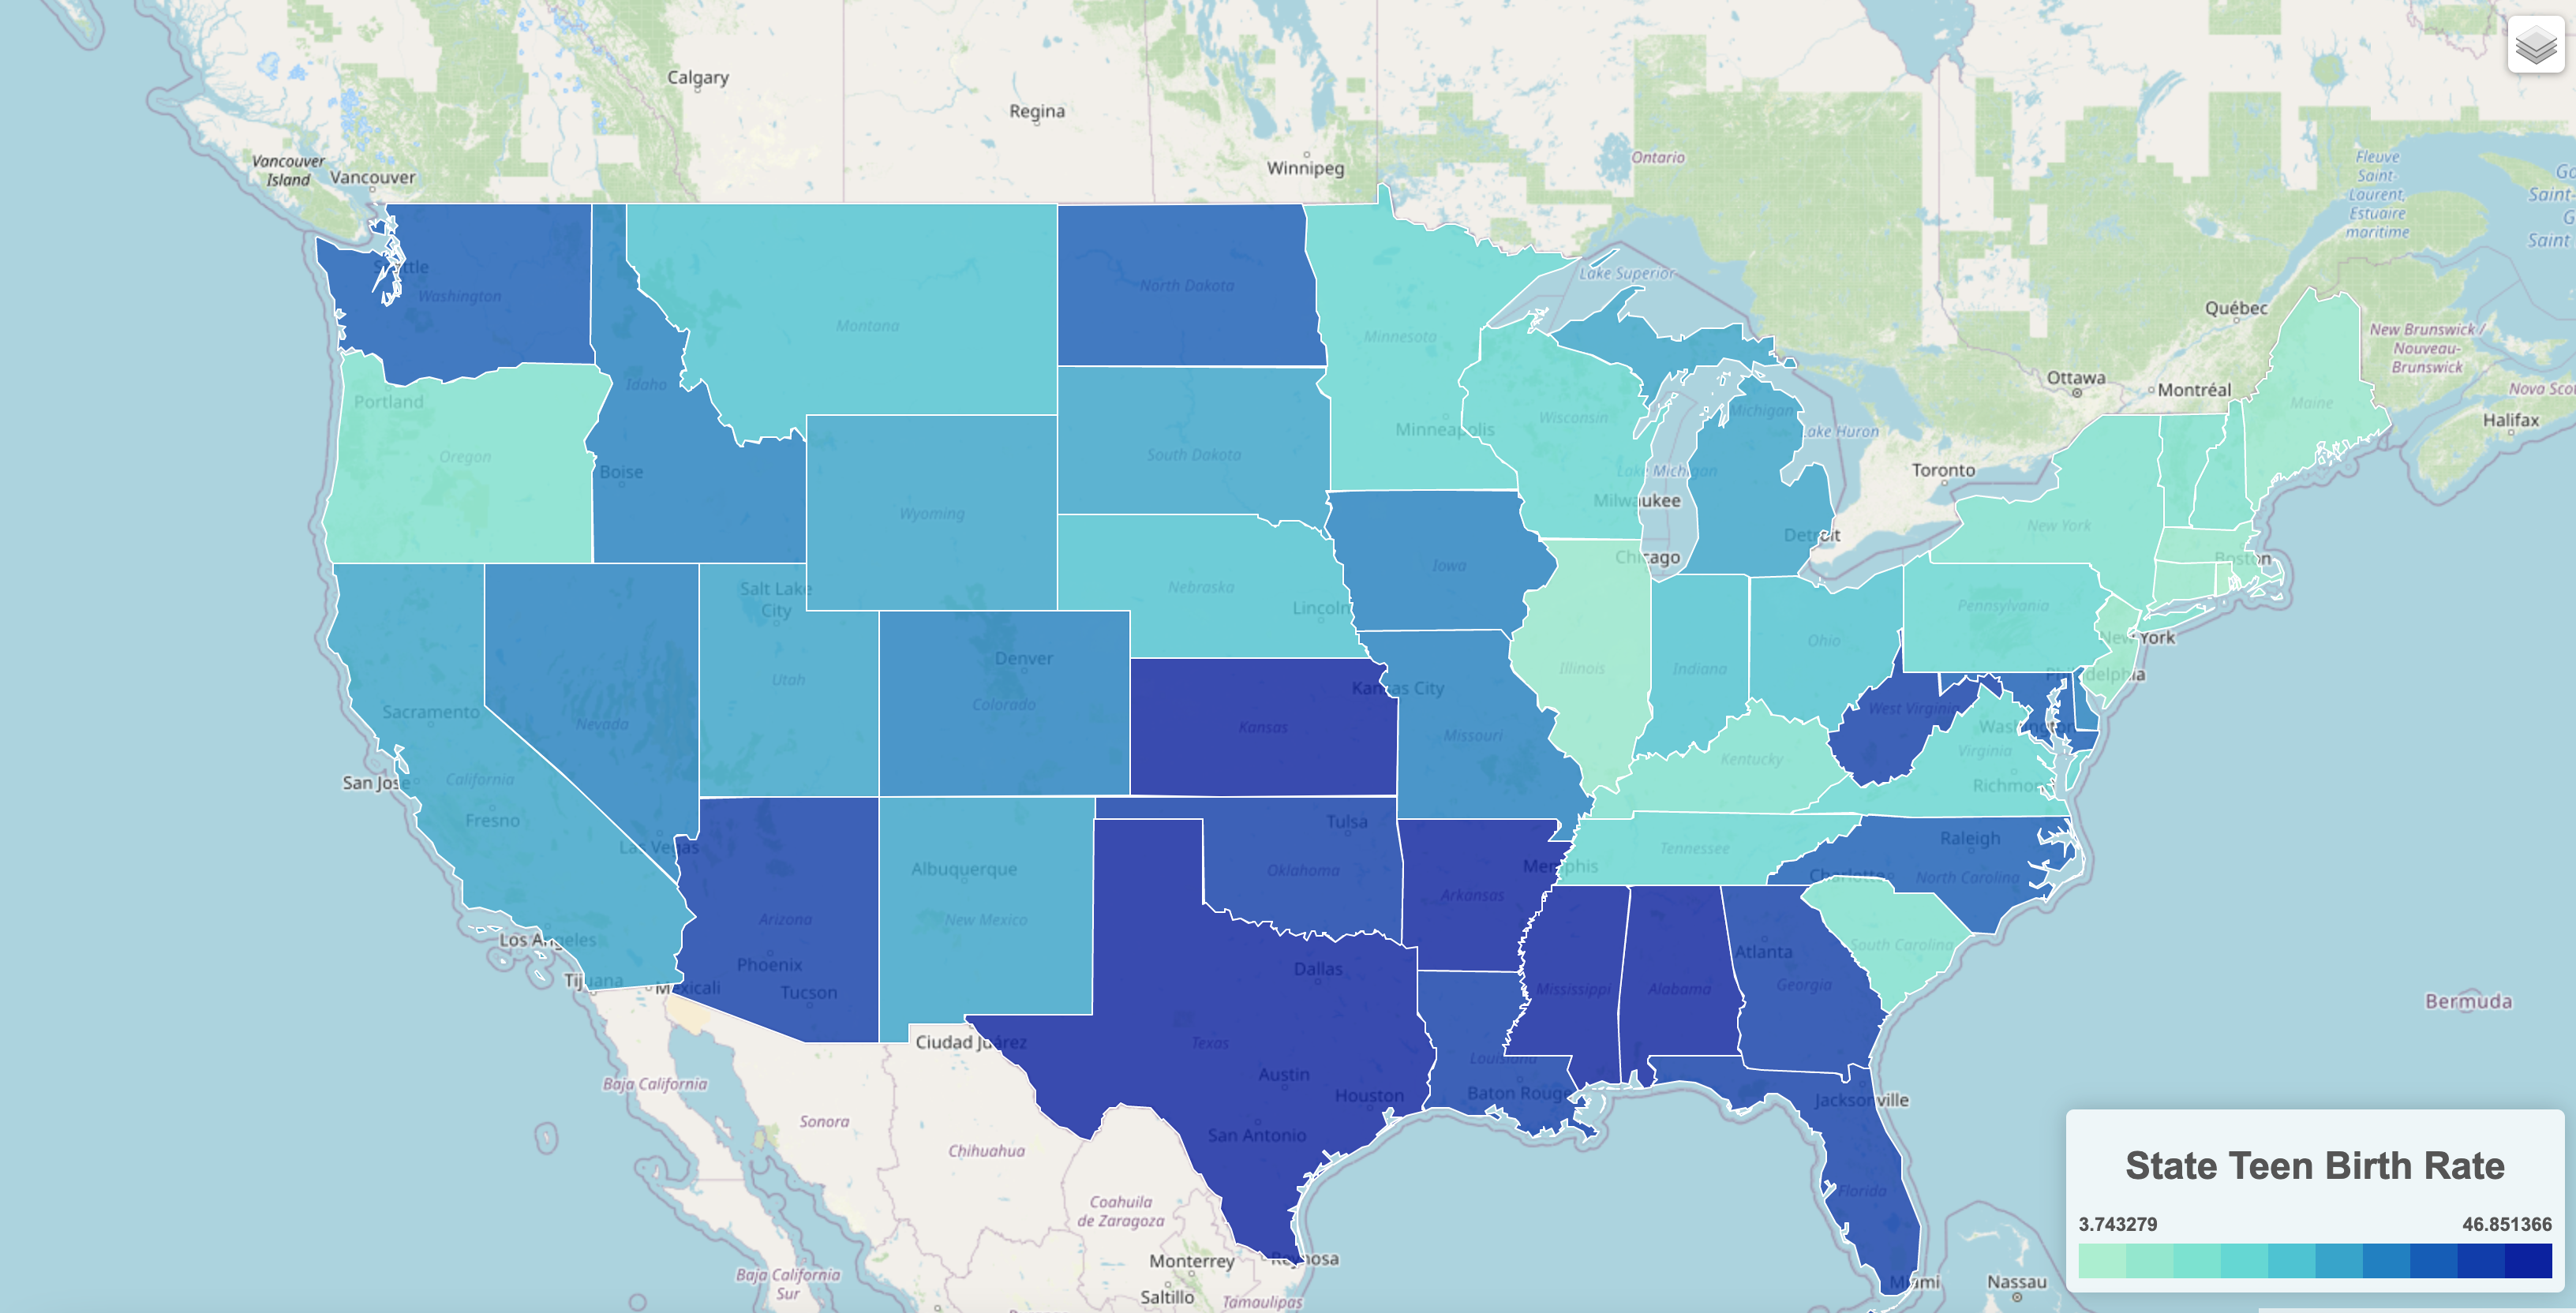 Calgary
Regina
Winnipeg
Vancouver
Island
Vancouver
Ontario
Fleuve
Saint-
Laurent,
Estuaire
maritime
Québec
New Brunswick /
Nouveau-
Brunswick
Halifax
Ottawa
Montréal
Toronto
Lake Superior
Lake Huron
Lake Michigan
Seattle
Washington
Portland
Oregon
Idaho
Boise
Montana
North Dakota
South Dakota
Wyoming
Minnesota
Minneapolis
Wisconsin
Milwaukee
Michigan
Detroit
Chicago
Maine
New York
Boston
Pennsylvania
New York
Philadelphia
Iowa
Nebraska
Lincoln
Salt Lake
City
Utah
Denver
Colorado
Nevada
Sacramento
San Jose
California
Fresno
Las Vegas
Los Angeles
Tijuana
Mexicali
Kansas
Kansas City
Missouri
Illinois
Indiana
Ohio
Kentucky
West Virginia
Washington
Virginia
Richmond
Arizona
Phoenix
Tucson
Albuquerque
New Mexico
Tulsa
Oklahoma
Memphis
Arkansas
Tennessee
Raleigh
Charlotte
North Carolina
South Carolina
Atlanta
Georgia
Mississippi
Alabama
Dallas
Texas
Austin
Houston
San Antonio
Louisiana
Baton Rouge
Jacksonville
Florida
Miami
Nassau
Bermuda
Ciudad Juárez
Baja California
Sonora
Chihuahua
Coahuila
de Zaragoza
Monterrey
Reynosa
Saltillo
Tamaulipas
Baja California
Sur
State Teen Birth Rate
3.743279 46.851366